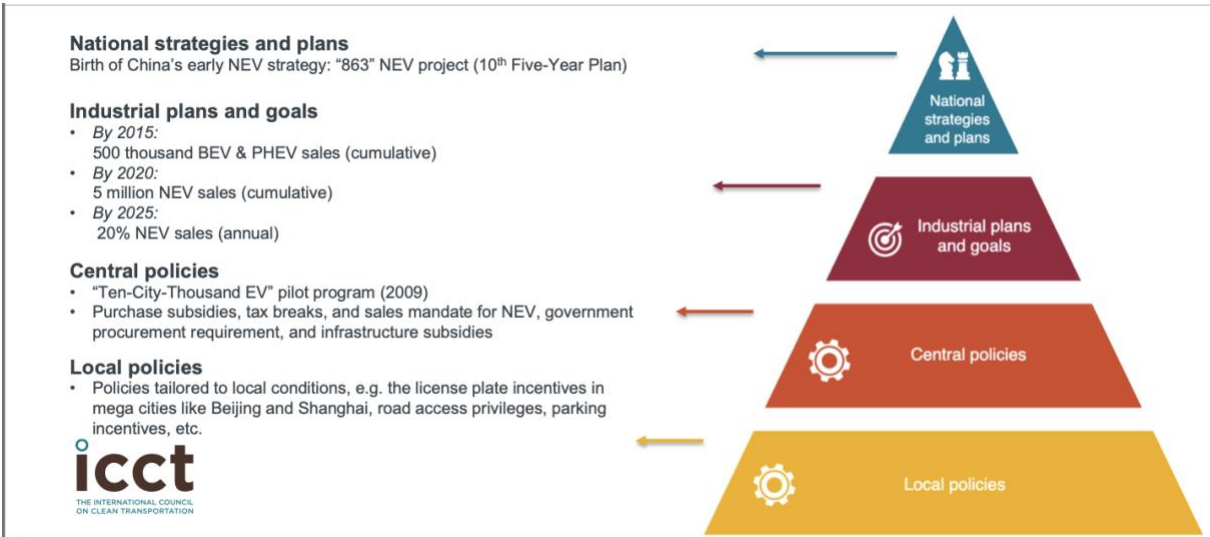 National strategies and plans
Birth of China's early NEV strategy: “863” NEV project (10th Five-Year Plan)
Industrial plans and goals
• By 2015:
500 thousand BEV & PHEV sales (cumulative)
• By 2020:
5 million NEV sales (cumulative)
• By 2025:
20% NEV sales (annual)
Central policies
• “Ten-City-Thousand EV” pilot program (2009)
• Purchase subsidies, tax breaks, and sales mandate for NEV, government
procurement requirement, and infrastructure subsidies
Local policies
• Policies tailored to local conditions, e.g. the license plate incentives in
mega cities like Beijing and Shanghai, road access privileges, parking
incentives, etc.
icct
THE INTERNATIONAL COUNCIL
ON CLEAN TRANSPORTATION
National
strategies
and plans
Industrial plans
and goals
Central policies
Local policies